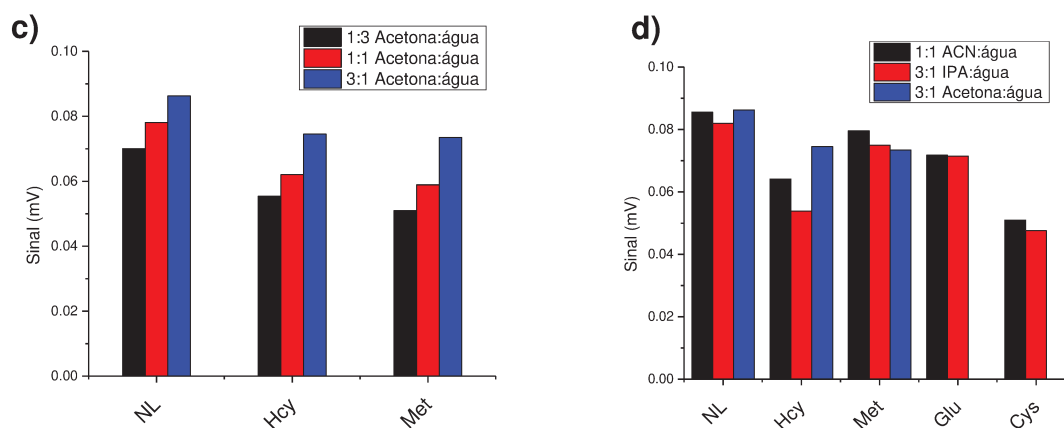 c)
1:3 Acetona:água
1:1 Acetona:água
3:1 Acetona:água
0.10
0.08
0.06
0.04
0.02
0.00
Sinal (mV)
NL
Hcy
Met
d)
1:1 ACN:água
3:1 IPA:água
3:1 Acetona:água
0.10
0.08
0.06
0.04
0.02
0.00
Sinal (mV)
NL
Hcy
Met
Glu
Cys